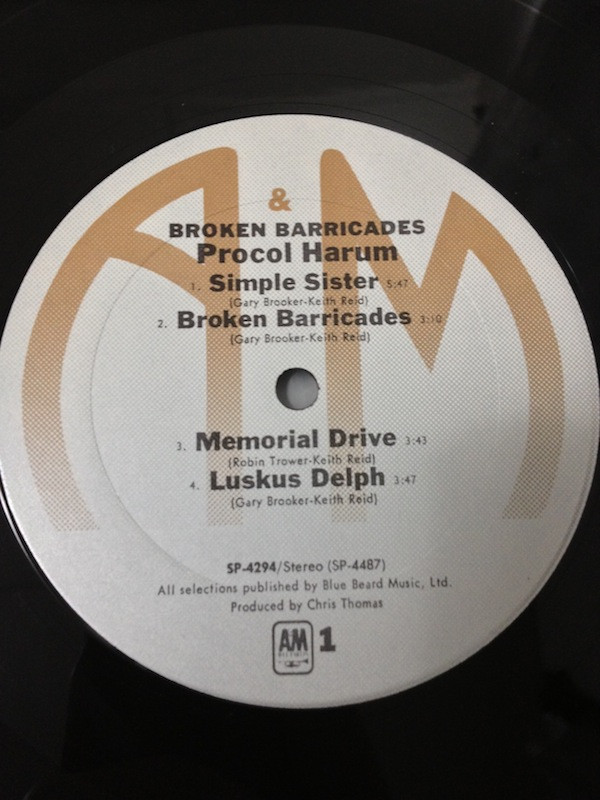 A&M
BROKEN BARRICADES
Procol Harum
1. Simple Sister 5:47
(Gary Brooker-Keith Reid)
2. Broken Barricades 3:10
(Gary Brooker-Keith Reid)
3. Memorial Drive 3:43
(Robin Trower-Keith Reid)
4. Luskus Delph 3:47
(Gary Brooker-Keith Reid)
SP-4294/Stereo (SP-4487)
All selections published by Blue Beard Music, Ltd.
Produced by Chris Thomas
AM 1